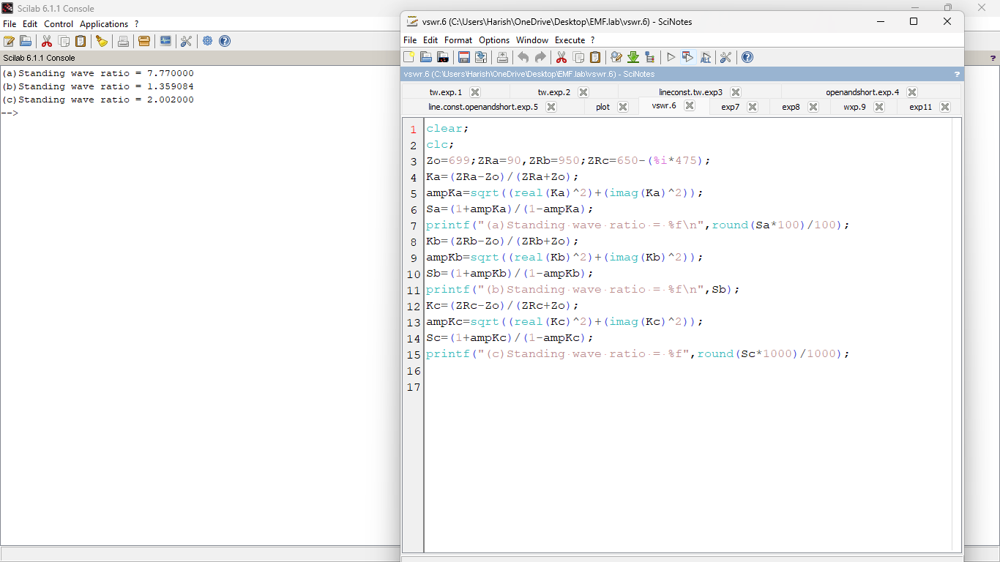 Scilab 6.1.1 Console
File Edit Control Applications ?
Scilab 6.1.1 Console
?
(a)Standing wave ratio = 7.770000
(b)Standing wave ratio = 1.359084
(c)Standing wave ratio = 2.002000
-->
vswr.6 (C:\Users\Harish\OneDrive\Desktop\EMF.lab\vswr.6) - SciNotes
File Edit Format Options Window Execute ?
vswr.6 (C:\Users\Harish\OneDrive\Desktop\EMF.lab\vswr.6) - SciNotes ?
tw.exp.1 tw.exp.2 lineconst.tw.exp3 openandshort.exp.4
line.const.openandshort.exp.5 plot vswr.6 exp7 exp8 wxp.9 exp11
1 clear;
2 clc;
3 Zo=699;ZRa=90,ZRb=950;ZRc=650-(%i*475);
4 Ka=(ZRa-Zo)/(ZRa+Zo);
5 ampKa=sqrt((real(Ka)^2)+(imag(Ka)^2));
6 Sa=(1+ampKa)/(1-ampKa);
7 printf("(a)Standing wave ratio = %f\n",round(Sa*100)/100);
8 Kb=(ZRb-Zo)/(ZRb+Zo);
9 ampKb=sqrt((real(Kb)^2)+(imag(Kb)^2));
10 Sb=(1+ampKb)/(1-ampKb);
11 printf("(b)Standing wave ratio = %f\n",Sb);
12 Kc=(ZRc-Zo)/(ZRc+Zo);
13 ampKc=sqrt((real(Kc)^2)+(imag(Kc)^2));
14 Sc=(1+ampKc)/(1-ampKc);
15 printf("(c)Standing wave ratio = %f",round(Sc*1000)/1000);
16
17